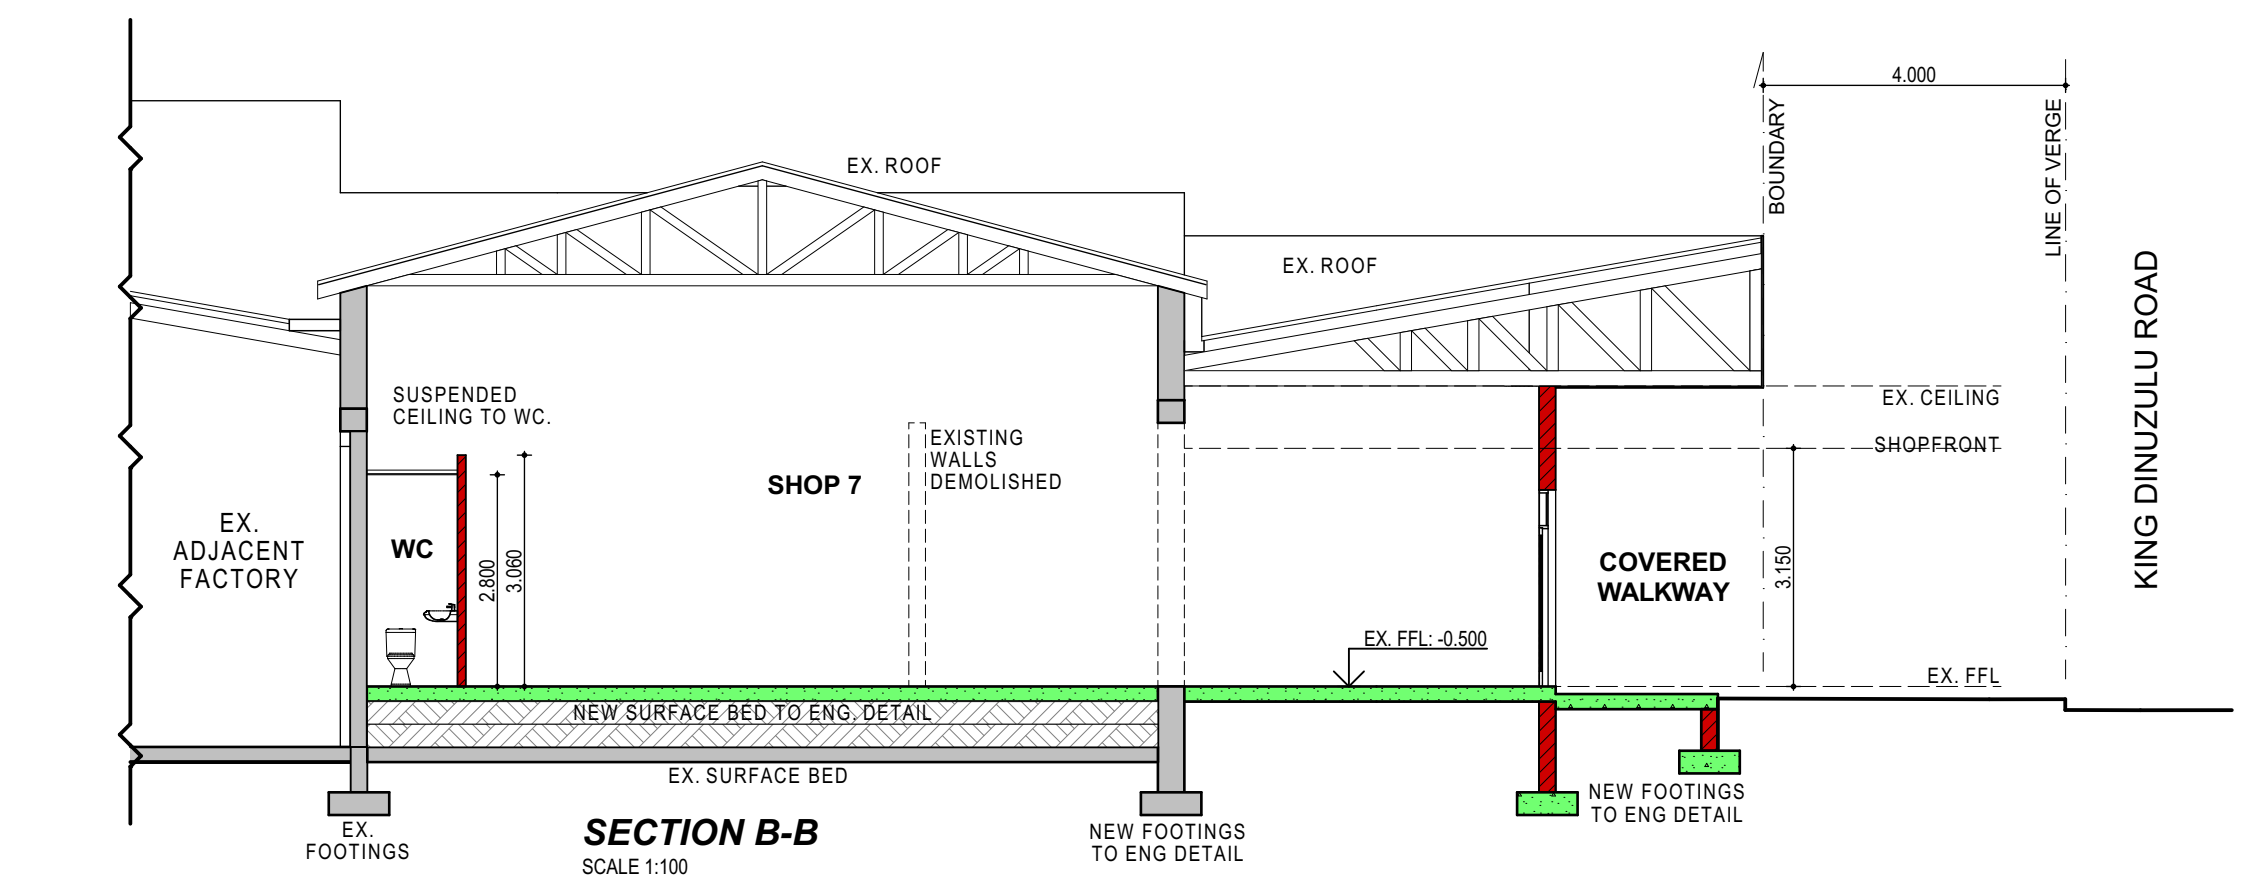 4.000
BOUNDARY
LINE OF VERGE
EX. ROOF
EX. ROOF
KING DINUZULU ROAD
SUSPENDED
CEILING TO WC.
EX. CEILING
SHOPFRONT
EXISTING
WALLS
DEMOLISHED
SHOP 7
EX.
ADJACENT
FACTORY
WC
2.800
3.060
COVERED
WALKWAY
3.150
EX. FFL: -0.500
EX. FFL
NEW SURFACE BED TO ENG. DETAIL
EX. SURFACE BED
EX.
FOOTINGS
SECTION B-B
SCALE 1:100
NEW FOOTINGS
TO ENG DETAIL
NEW FOOTINGS
TO ENG DETAIL